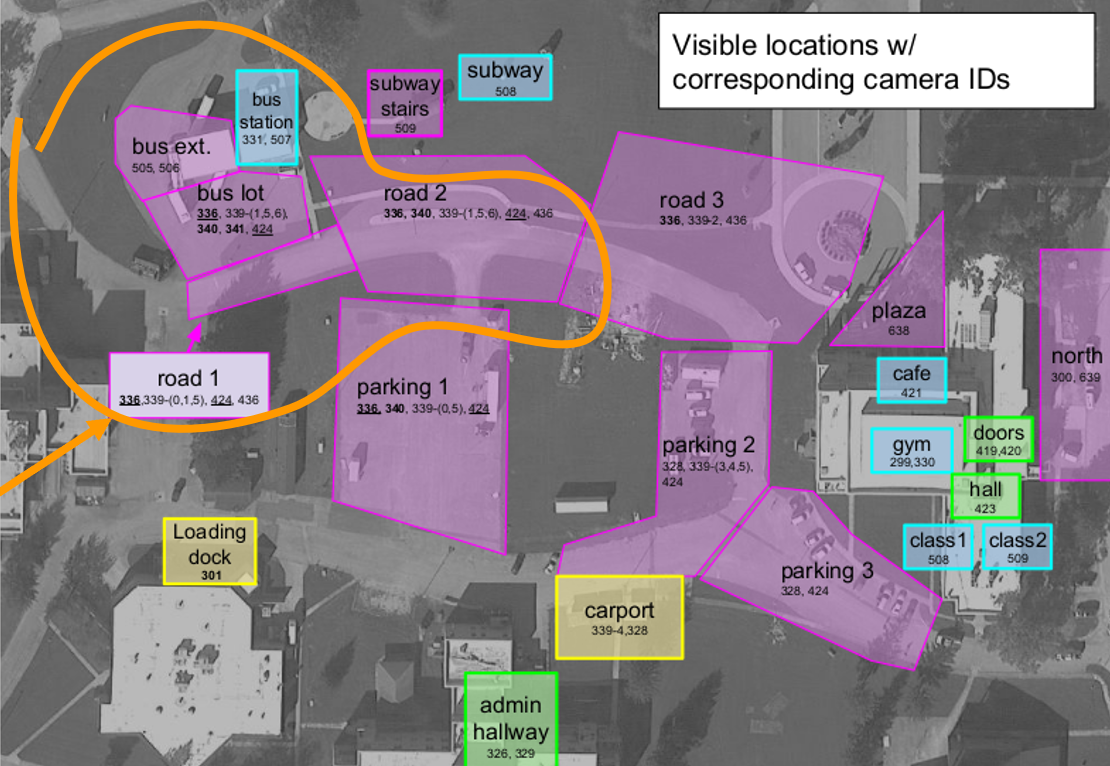 Visible locations w/
corresponding camera IDs
subway
508
subway
stairs
509
bus
station
331, 507
bus ext.
505, 506
bus lot
336, 339-(1,5,6),
340, 341, 424
road 2
336, 340, 339-(1,5,6), 424, 436
road 3
336, 339-2, 436
plaza
638
north
300, 639
road 1
336,339-(0,1,5), 424, 436
parking 1
336, 340, 339-(0,5), 424
cafe
421
gym
299,330
doors
419,420
parking 2
328, 339-(3,4,5),
424
hall
423
class1
508
class2
509
Loading
dock
301
parking 3
328, 424
carport
339-4,328
admin
hallway
326, 329